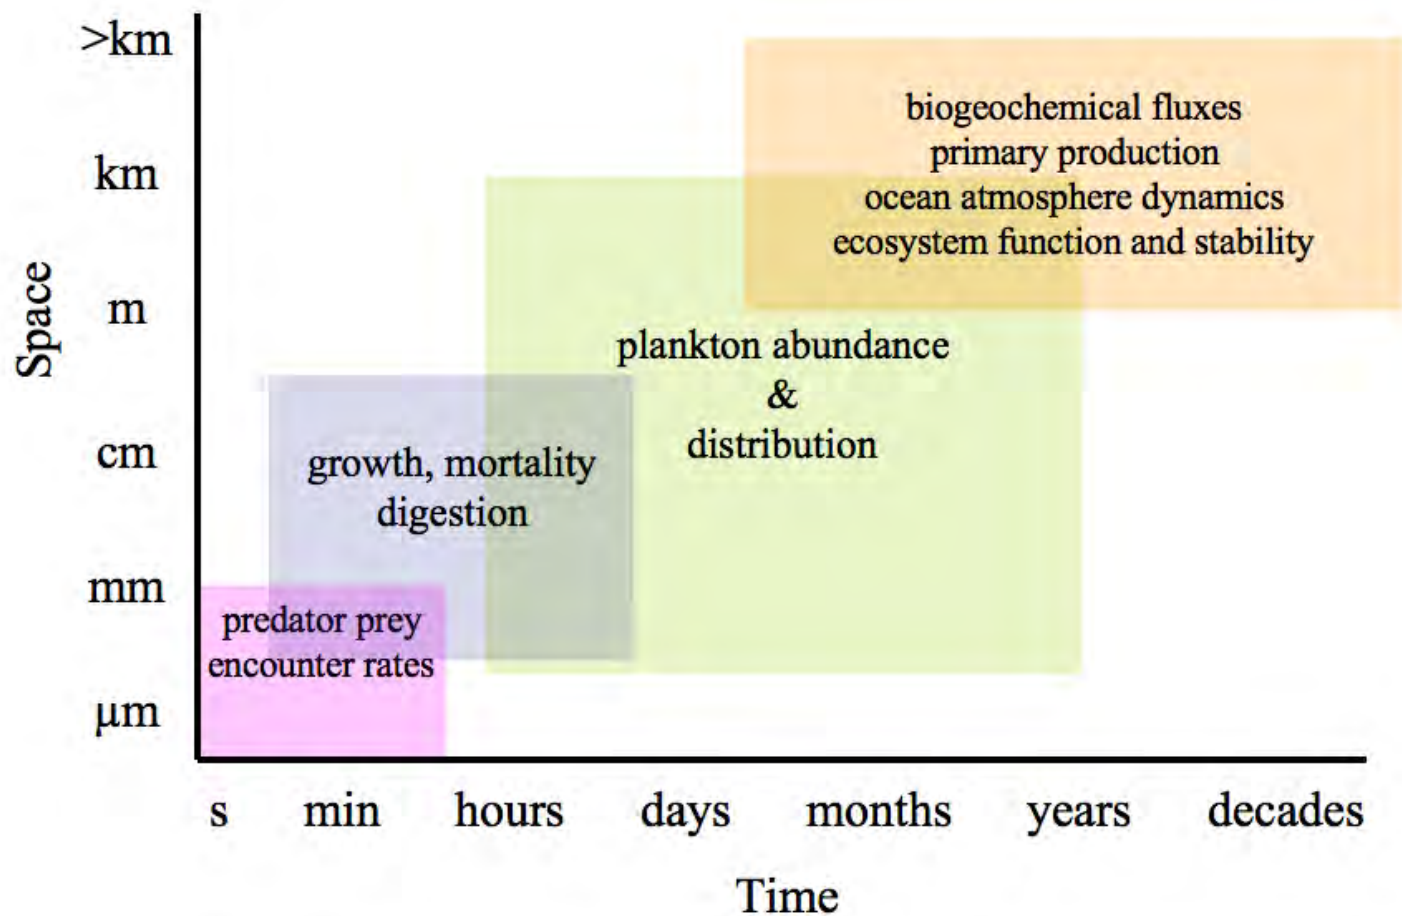 >km
km
m
cm
mm
µm
Space
biogeochemical fluxes
primary production
ocean atmosphere dynamics
ecosystem function and stability
plankton abundance
&
distribution
growth, mortality
digestion
predator prey
encounter rates
s min hours days months years decades
Time